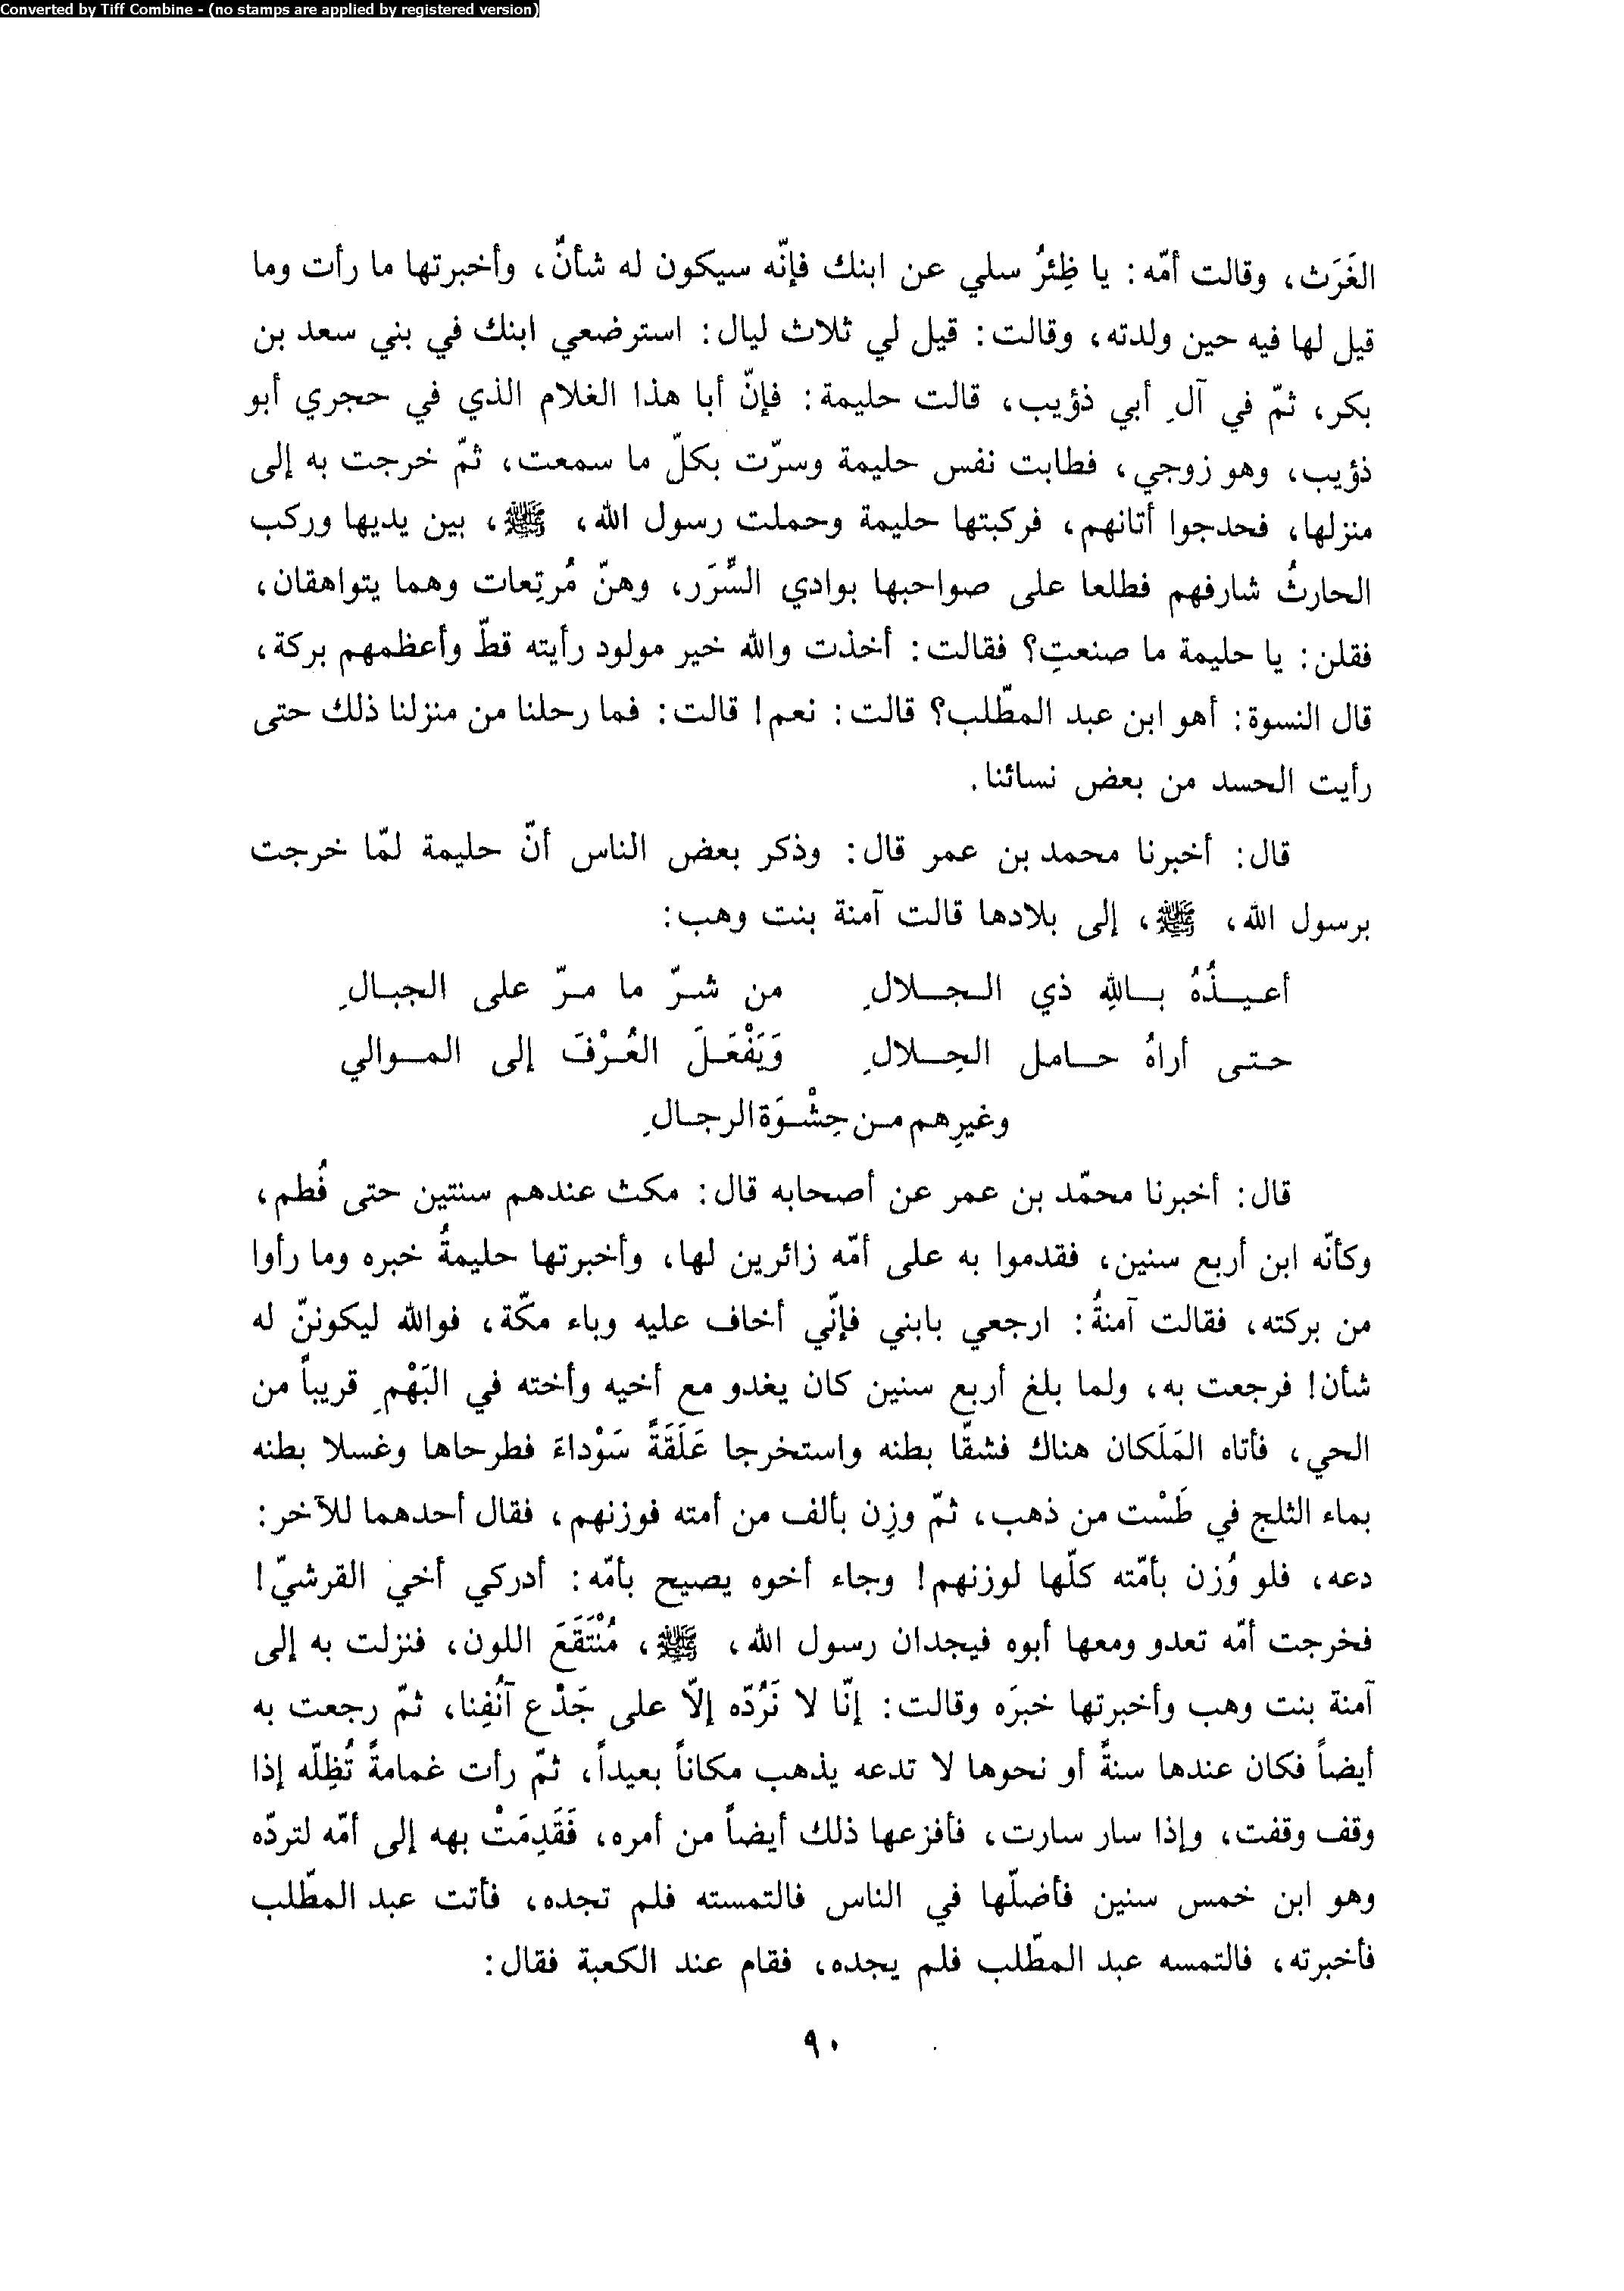 Converted by Tiff Combine - (no stamps are applied by registered version)
الغَرَث، وقالت أمّه: يا ظِئرُ سلي عن ابنك فإنّه سيكون له شأنٌ، وأخبرتها ما رأت وما
قيل لها فيه حين ولدته، وقالت: قيل لي ثلاث ليال: استرضعي ابنك في بني سعد بن
بكر، ثمّ في آلِ أبي ذؤيب، قالت حليمة: فإنّ أبا هذا الغلام الذي في حجري أبو
ذؤيب، وهو زوجي، فطابت نفس حليمة وسرّت بكلّ ما سمعت، ثمّ خرجت به إلى
منزلها، فحدجوا أتانهم، فركبتها حليمة وحملت رسول الله، ﷺ، بين يديها وركب
الحارثُ شارفهم فطلعا على صواحبها بوادي السُّرَر، وهنّ مُرتِعات وهما يتواهقان،
فقلن: يا حليمة ما صنعتِ؟ فقالت: أخذت والله خير مولود رأيته قطّ وأعظمهم بركة،
قال النسوة: أهو ابن عبد المطّلب؟ قالت: نعم! قالت: فما رحلنا من منزلنا ذلك حتى
رأيت الحسد من بعض نسائنا.
قال: أخبرنا محمد بن عمر قال: وذكر بعض الناس أنّ حليمة لمّا خرجت
برسول الله، ﷺ، إلى بلادها قالت آمنة بنت وهب:
أعيـذُهُ بـاللهِ ذي الـجـلالِ من شـرّ ما مـرّ على الجبـالِ
حتـى أراهُ حـامل الحِـلالِ وَيَفْعَـلَ العُـرْفَ إلى المـوالي
وغيرِهم مـن حِشْـوَة الرجـالِ
قال: أخبرنا محمّد بن عمر عن أصحابه قال: مكث عندهم سنتين حتى فُطم،
وكأنّه ابن أربع سنين، فقدموا به على أمّه زائرين لها، وأخبرتها حليمةُ خبره وما رأوا
من بركته، فقالت آمنةُ: ارجعي بابني فإنّي أخاف عليه وباء مكّة، فوالله ليكوننّ له
شأن! فرجعت به، ولما بلغ أربع سنين كان يغدو مع أخيه وأخته في البَهْمِ قريباً من
الحي، فأتاه المَلَكان هناك فشقّا بطنه واستخرجا عَلَقَةً سَوْداءَ فطرحاها وغسلا بطنه
بماء الثلج في طَسْت من ذهب، ثمّ وزِن بألف من أمته فوزنهم، فقال أحدهما للآخر:
دعه، فلو وُزن بأمّته كلّها لوزنهم! وجاء أخوه يصيح بأمّه: أدركي أخي القرشيّ!
فخرجت أمّه تعدو ومعها أبوه فيجدان رسول الله، ﷺ، مُنْتَقَعَ اللون، فنزلت به إلى
آمنة بنت وهب وأخبرتها خبرَه وقالت: إنّا لا نَرُدّه إلاّ على جَدْعِ آنُفِنا، ثمّ رجعت به
أيضاً فكان عندها سنةً أو نحوها لا تدعه يذهب مكاناً بعيداً، ثمّ رأت غمامةً تُظِلّه إذا
وقف وقفت، وإذا سار سارت، فأفزعها ذلك أيضاً من أمره، فَقَدِمَتْ بهه إلى أمّه لتردّه
وهو ابن خمس سنين فأضلّها في الناس فالتمسته فلم تجده، فأتت عبد المطّلب
فأخبرته، فالتمسه عبد المطّلب فلم يجده، فقام عند الكعبة فقال:
٩٠